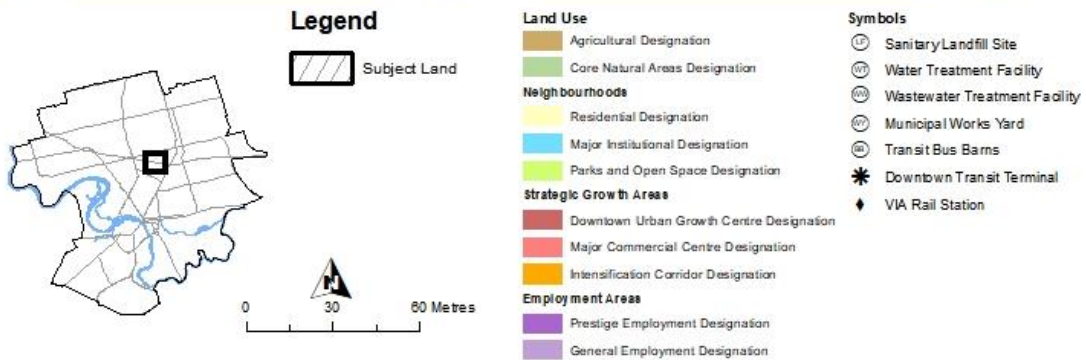 Legend
Subject Land
N
0 30 60 Metres
Land Use
Agricultural Designation
Core Natural Areas Designation
Neighbourhoods
Residential Designation
Major Institutional Designation
Parks and Open Space Designation
Strategic Growth Areas
Downtown Urban Growth Centre Designation
Major Commercial Centre Designation
Intensification Corridor Designation
Employment Areas
Prestige Employment Designation
General Employment Designation
Symbols
LF Sanitary Landfill Site
WT Water Treatment Facility
WW Wastewater Treatment Facility
WY Municipal Works Yard
BB Transit Bus Barns
Downtown Transit Terminal
VIA Rail Station